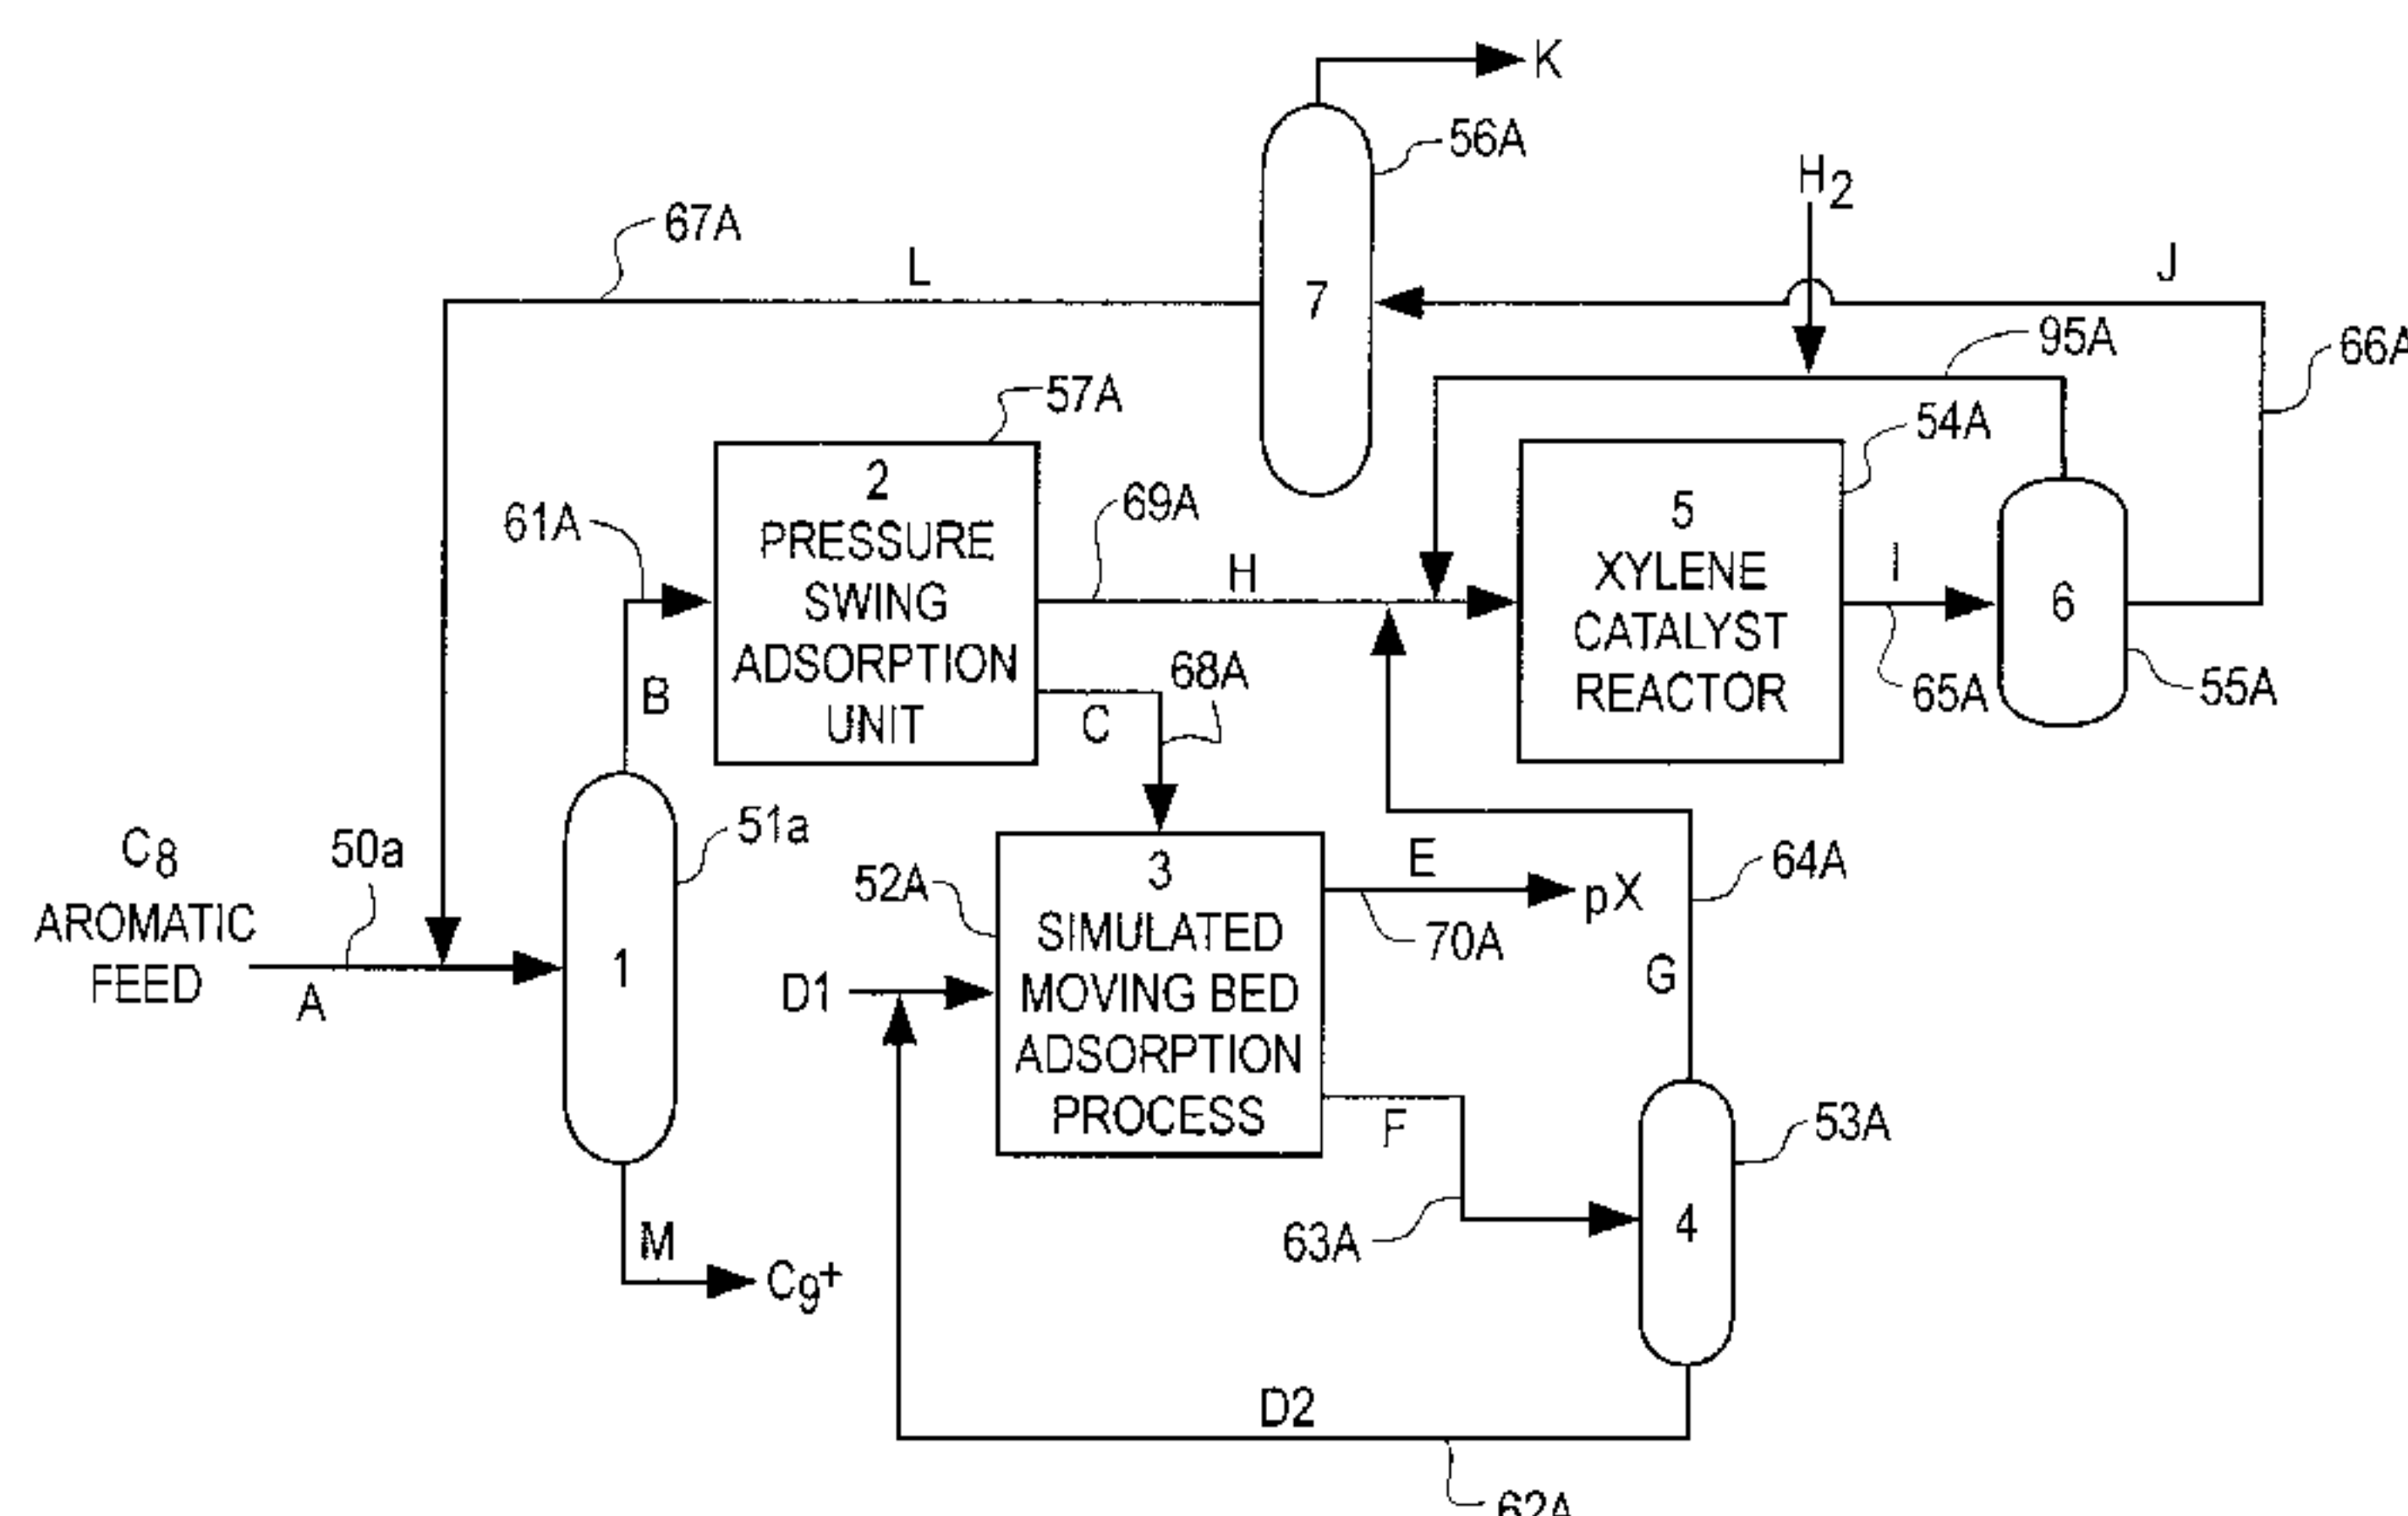 K
56A
H2
67A
L
7
J
95A
66A
57A
54A
2
PRESSURE
SWING
ADSORPTION
UNIT
61A
69A
H
5
XYLENE
CATALYST
REACTOR
I
6
B
C
68A
65A
55A
C8
AROMATIC
FEED
50a
A
51a
1
52A
3
SIMULATED
MOVING BED
ADSORPTION
PROCESS
E
pX
70A
64A
G
D1
F
53A
M
C9+
63A
4
D2
62A